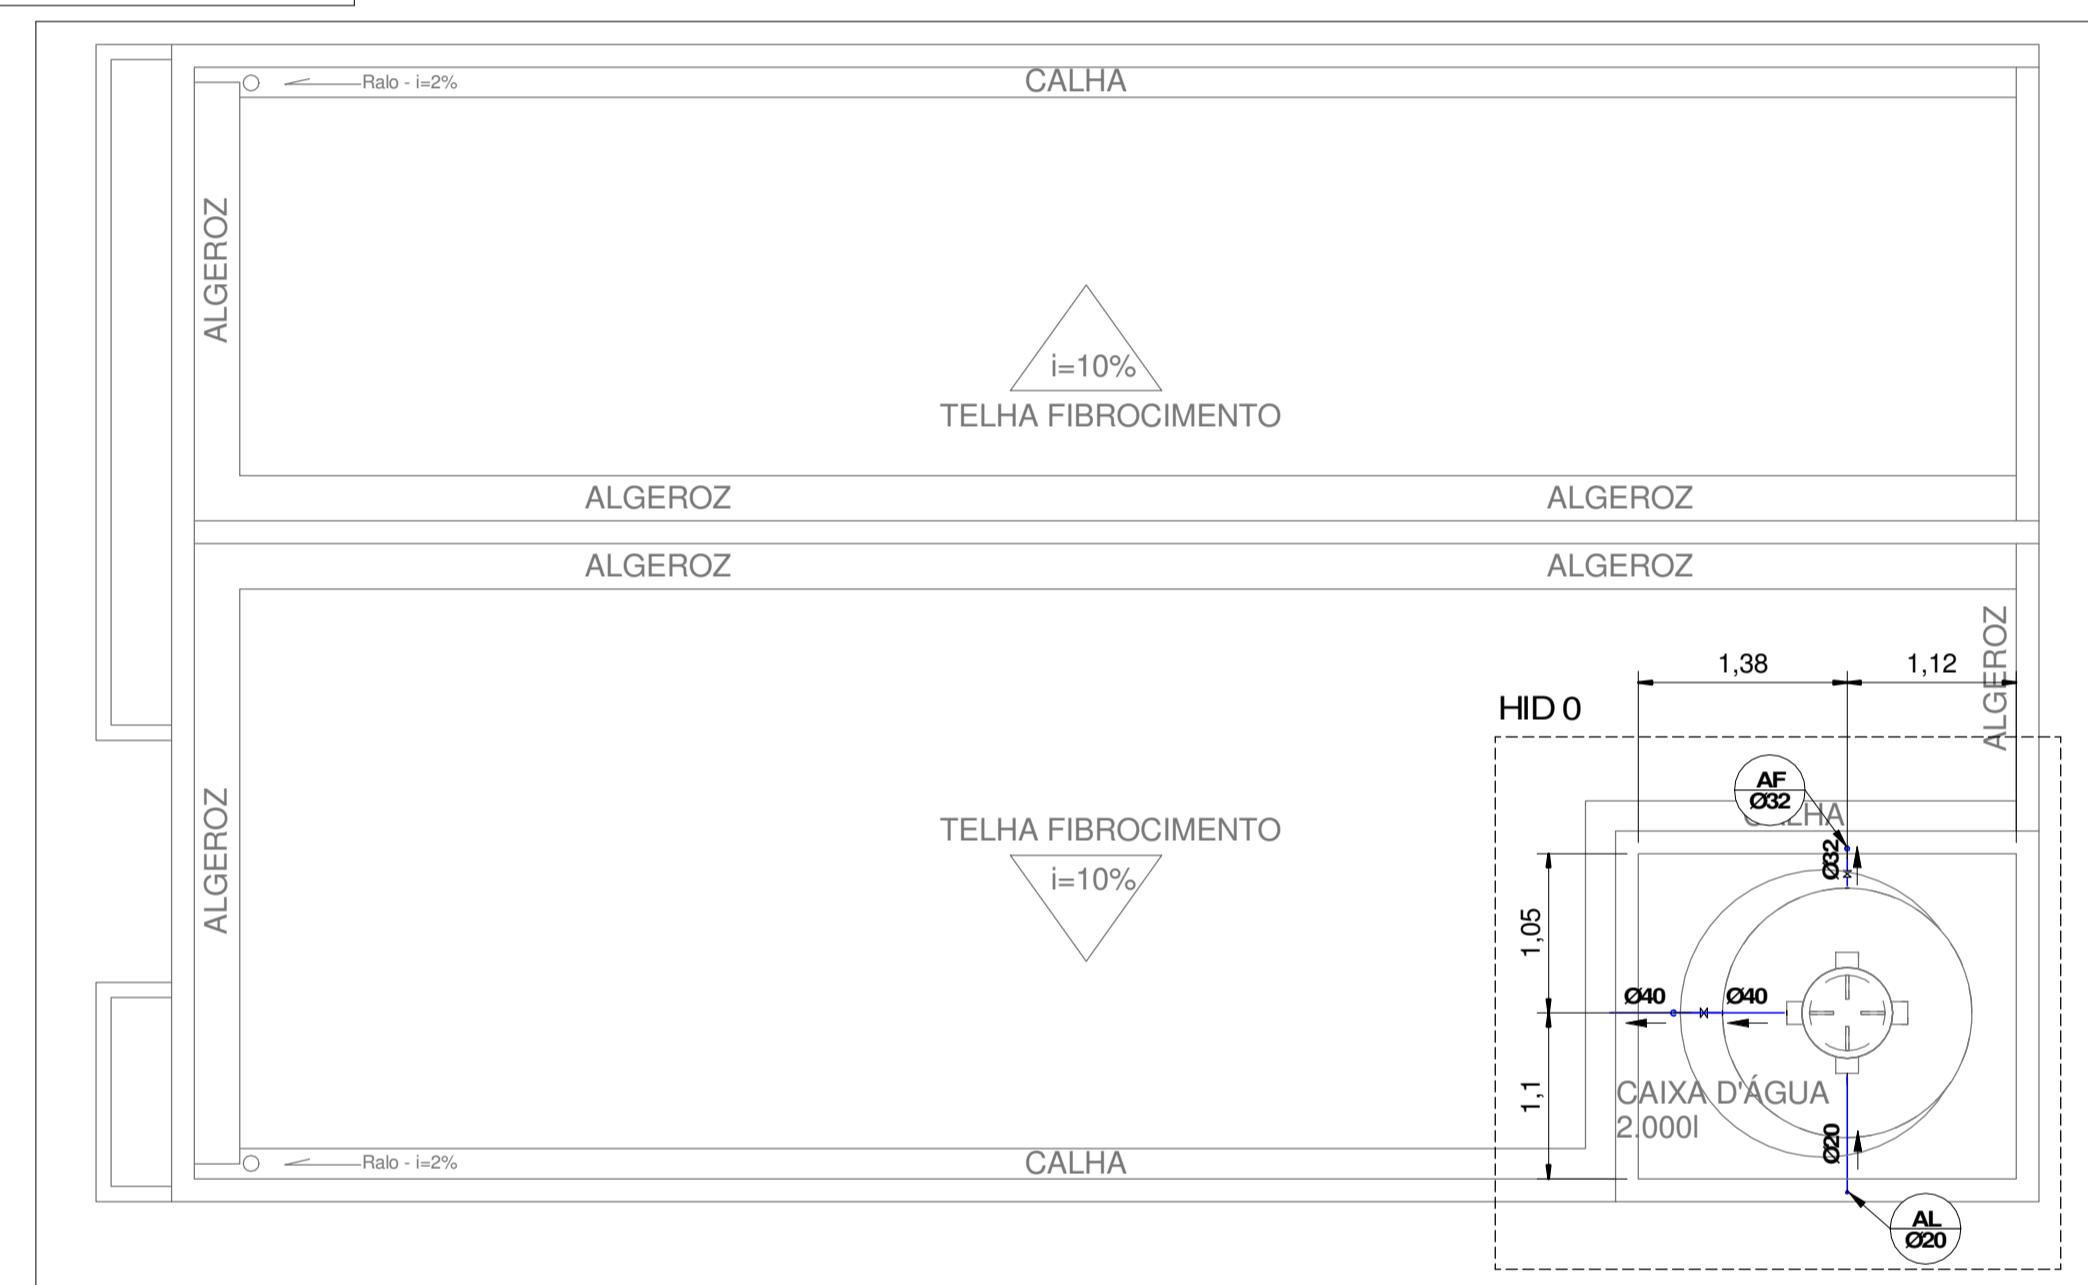 Ralo - i=2%
CALHA
ALGEROZ
i=10%
TELHA FIBROCIMENTO
ALGEROZ
ALGEROZ
ALGEROZ
ALGEROZ
ALGEROZ
1,38
1,12
HID 0
AF
Ø32
CALHA
Ø32
ALGEROZ
TELHA FIBROCIMENTO
i=10%
1,05
Ø40
Ø40
1,1
CAIXA D'ÁGUA
2.000l
Ø20
Ralo - i=2%
CALHA
AL
Ø20